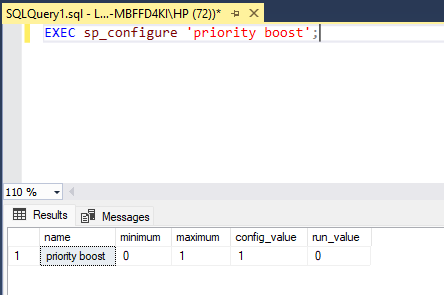 SQLQuery1.sql - L...-MBFFD4KI\HP (72))*
EXEC sp_configure 'priority boost';
110 %
Results Messages
name minimum maximum config_value run_value
1 priority boost 0 1 1 0